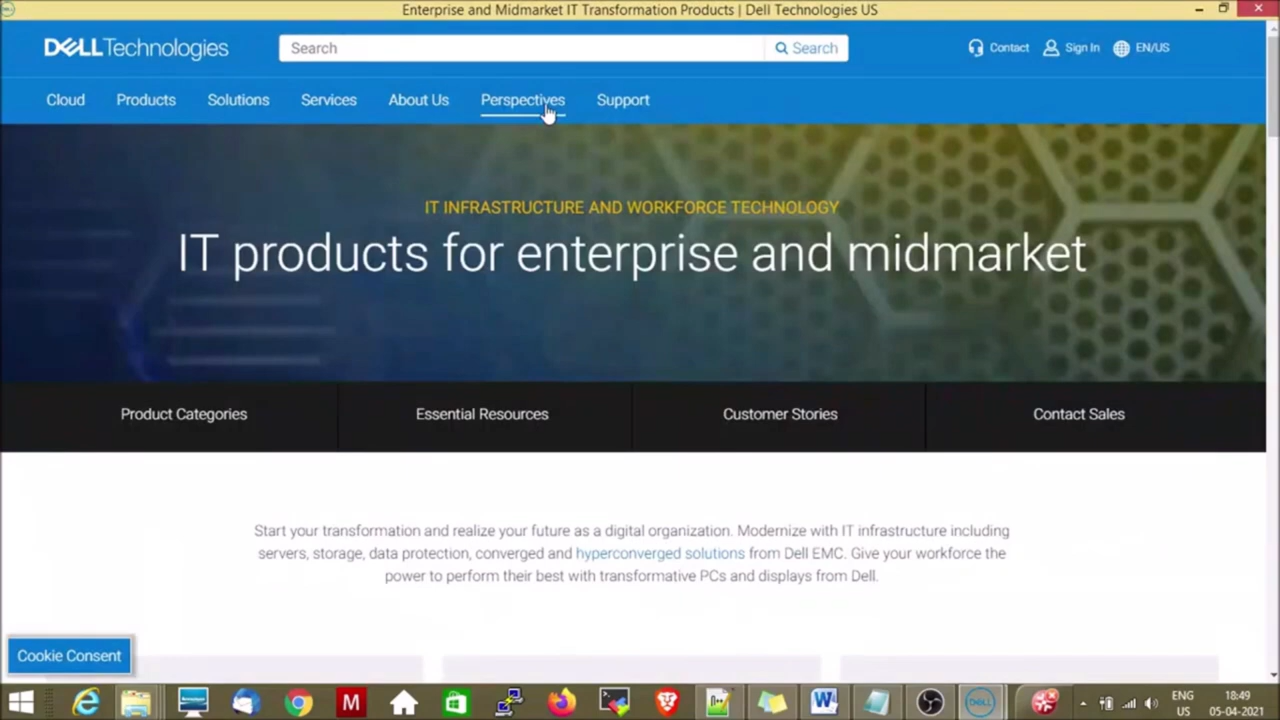 Enterprise and Midmarket IT Transformation Products | Dell Technologies US
DELL Technologies
Search
Search
Contact
Sign In
EN/US
Cloud
Products
Solutions
Services
About Us
Perspectives
Support
IT INFRASTRUCTURE AND WORKFORCE TECHNOLOGY
IT products for enterprise and midmarket
Product Categories
Essential Resources
Customer Stories
Contact Sales
Start your transformation and realize your future as a digital organization. Modernize with IT infrastructure including
servers, storage, data protection, converged and hyperconverged solutions from Dell EMC. Give your workforce the
power to perform their best with transformative PCs and displays from Dell.
Cookie Consent
M
ENG
US
18:49
05-04-2021